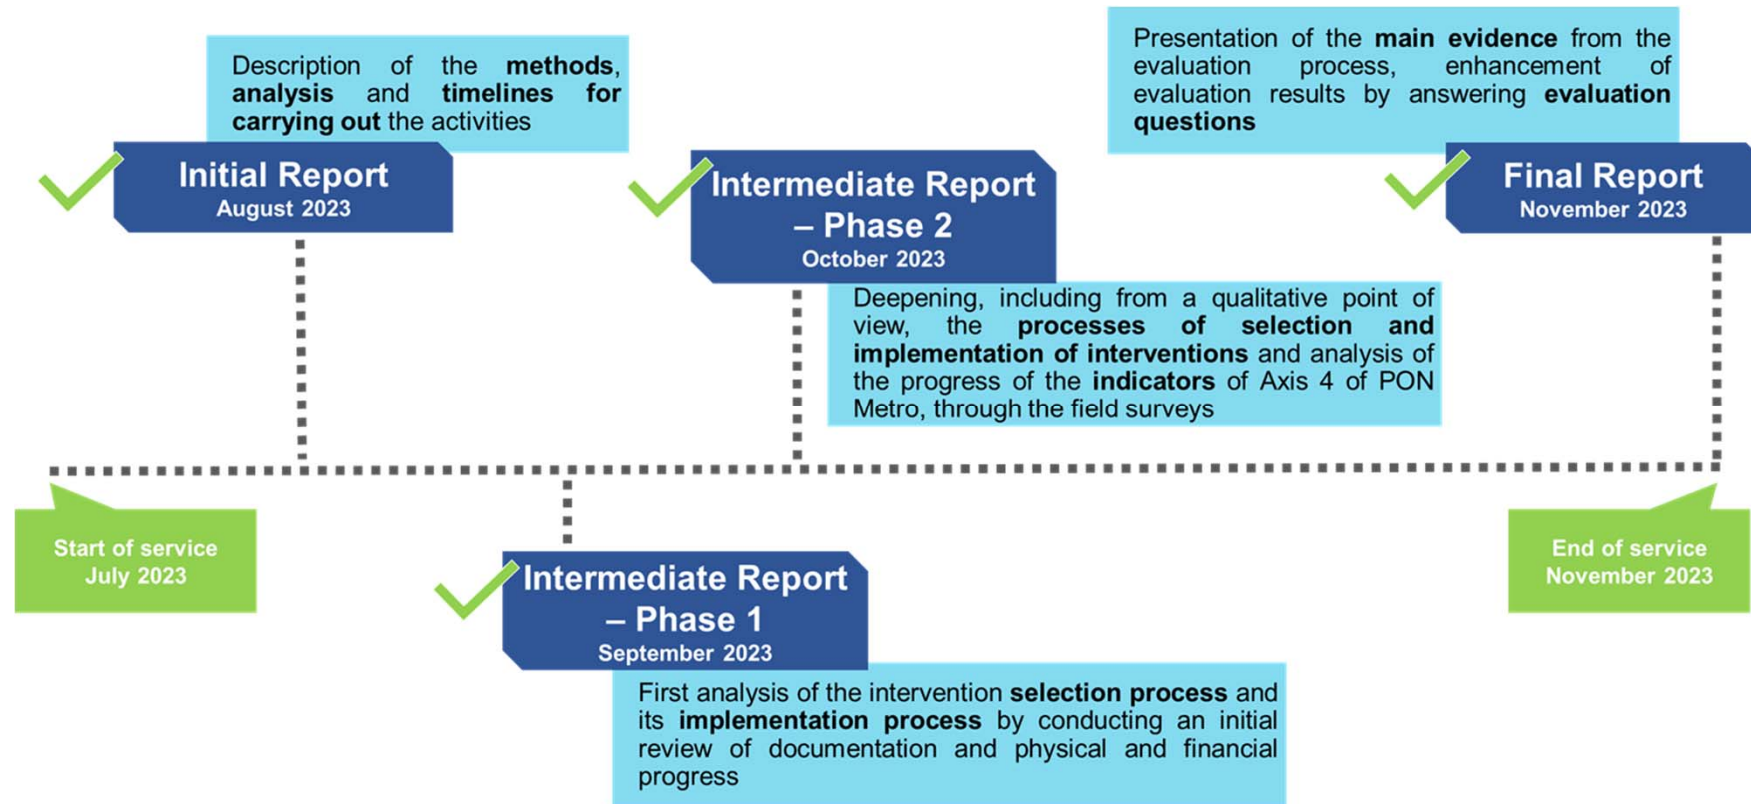 Description of the methods,
analysis and timelines for
carrying out the activities
Initial Report
August 2023
Intermediate Report
– Phase 2
October 2023
Deepening, including from a qualitative point of
view, the processes of selection and
implementation of interventions and analysis of
the progress of the indicators of Axis 4 of PON
Metro, through the field surveys
Presentation of the main evidence from the
evaluation process, enhancement of
evaluation results by answering evaluation
questions
Final Report
November 2023
Start of service
July 2023
Intermediate Report
– Phase 1
September 2023
First analysis of the intervention selection process and
its implementation process by conducting an initial
review of documentation and physical and financial
progress
End of service
November 2023